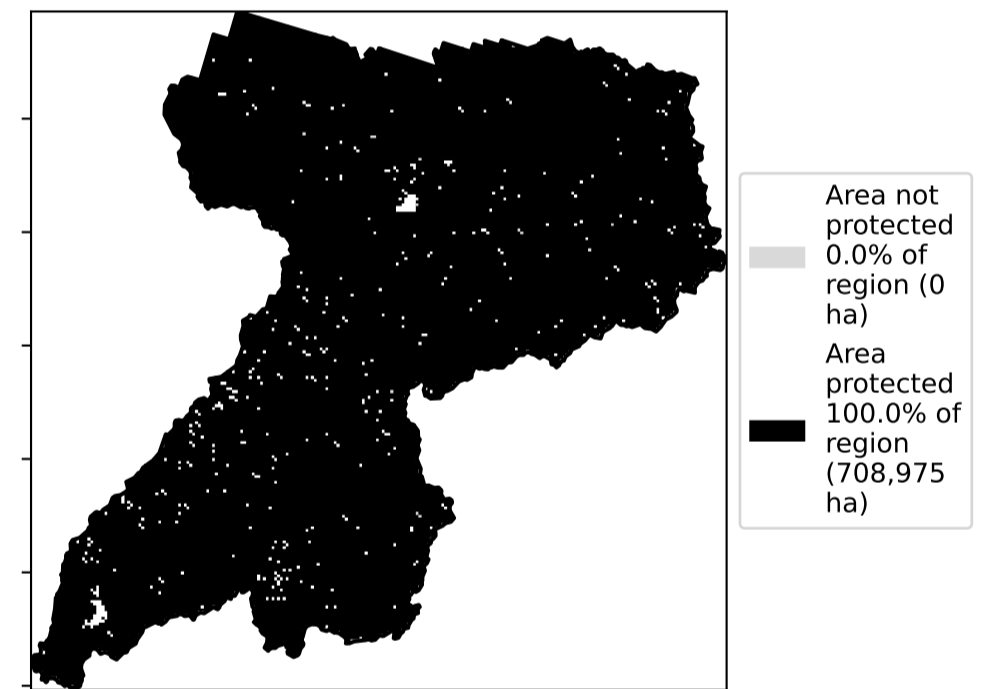 Area not
protected
0.0% of
region (0
ha)
Area
protected
100.0% of
region
(708,975
ha)